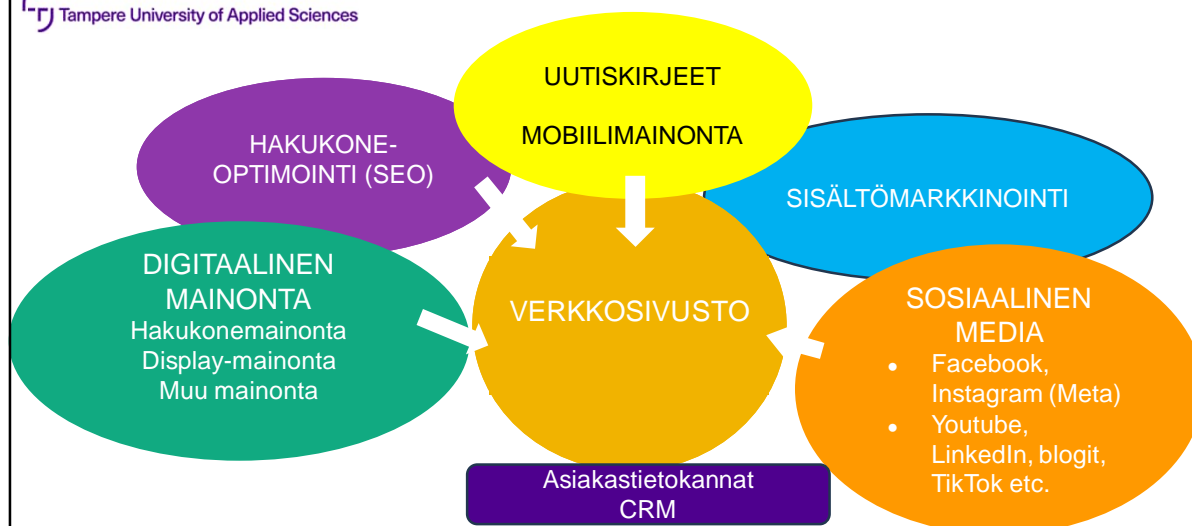 Tampere University of Applied Sciences
UUTISKIRJEET
MOBIILIMAINONTA
HAKUKONE-
OPTIMOINTI (SEO)
SISÄLTÖMARKKINOINTI
DIGITAALINEN
MAINONTA
Hakukonemainonta
Display-mainonta
Muu mainonta
VERKKOSIVUSTO
SOSIAALINEN
MEDIA
• Facebook,
Instagram (Meta)
• Youtube,
LinkedIn, blogit,
TikTok etc.
Asiakastietokannat
CRM